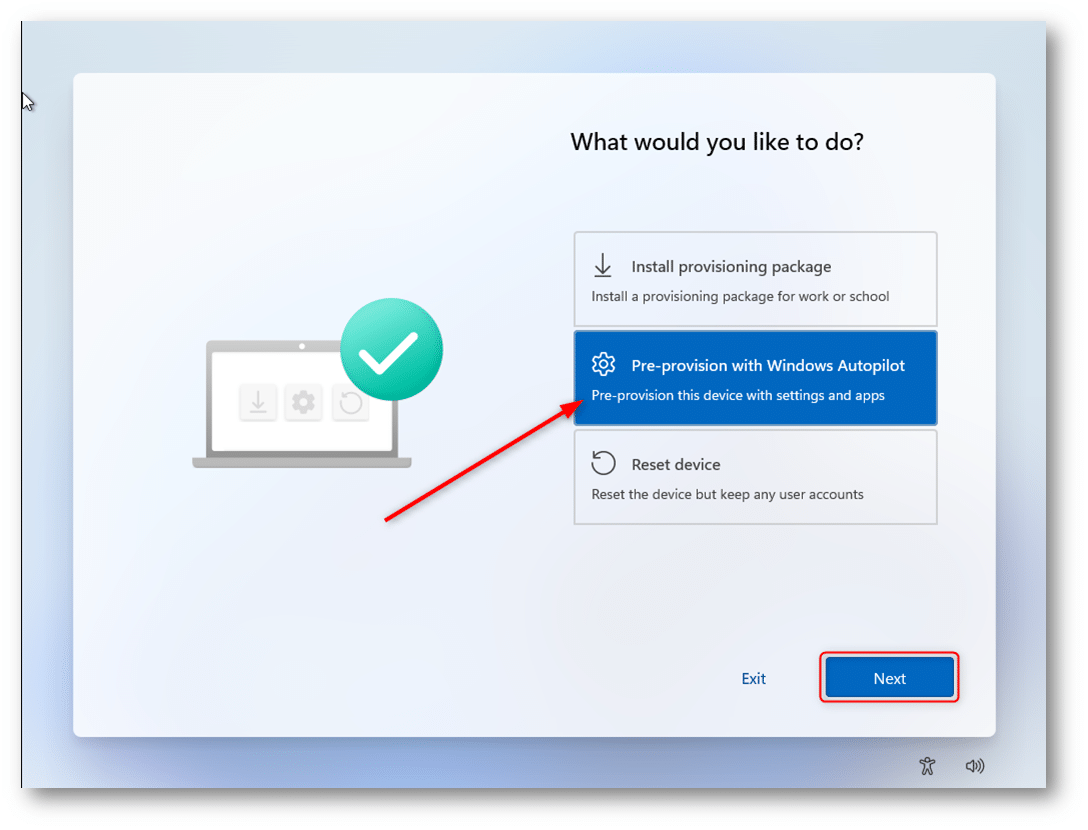 What would you like to do?
Install provisioning package
Install a provisioning package for work or school
Pre-provision with Windows Autopilot
Pre-provision this device with settings and apps
Reset device
Reset the device but keep any user accounts
Exit
Next